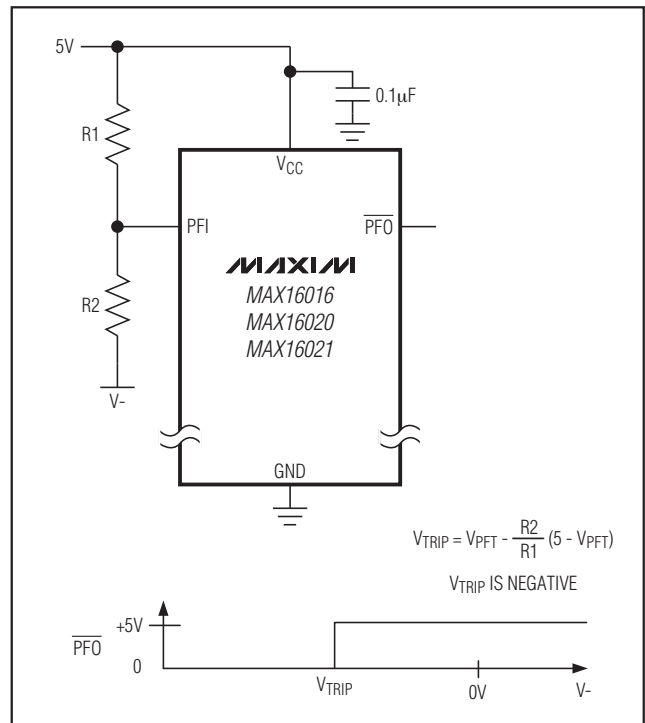 5V
0.1µF
R1
VCC
PFI
PFO
MAXIM
MAX16016
MAX16020
MAX16021
R2
V-
GND
VTRIP = VPFT - R2/R1 (5 - VPFT)
VTRIP IS NEGATIVE
+5V
PFO
0
VTRIP
0V
V-